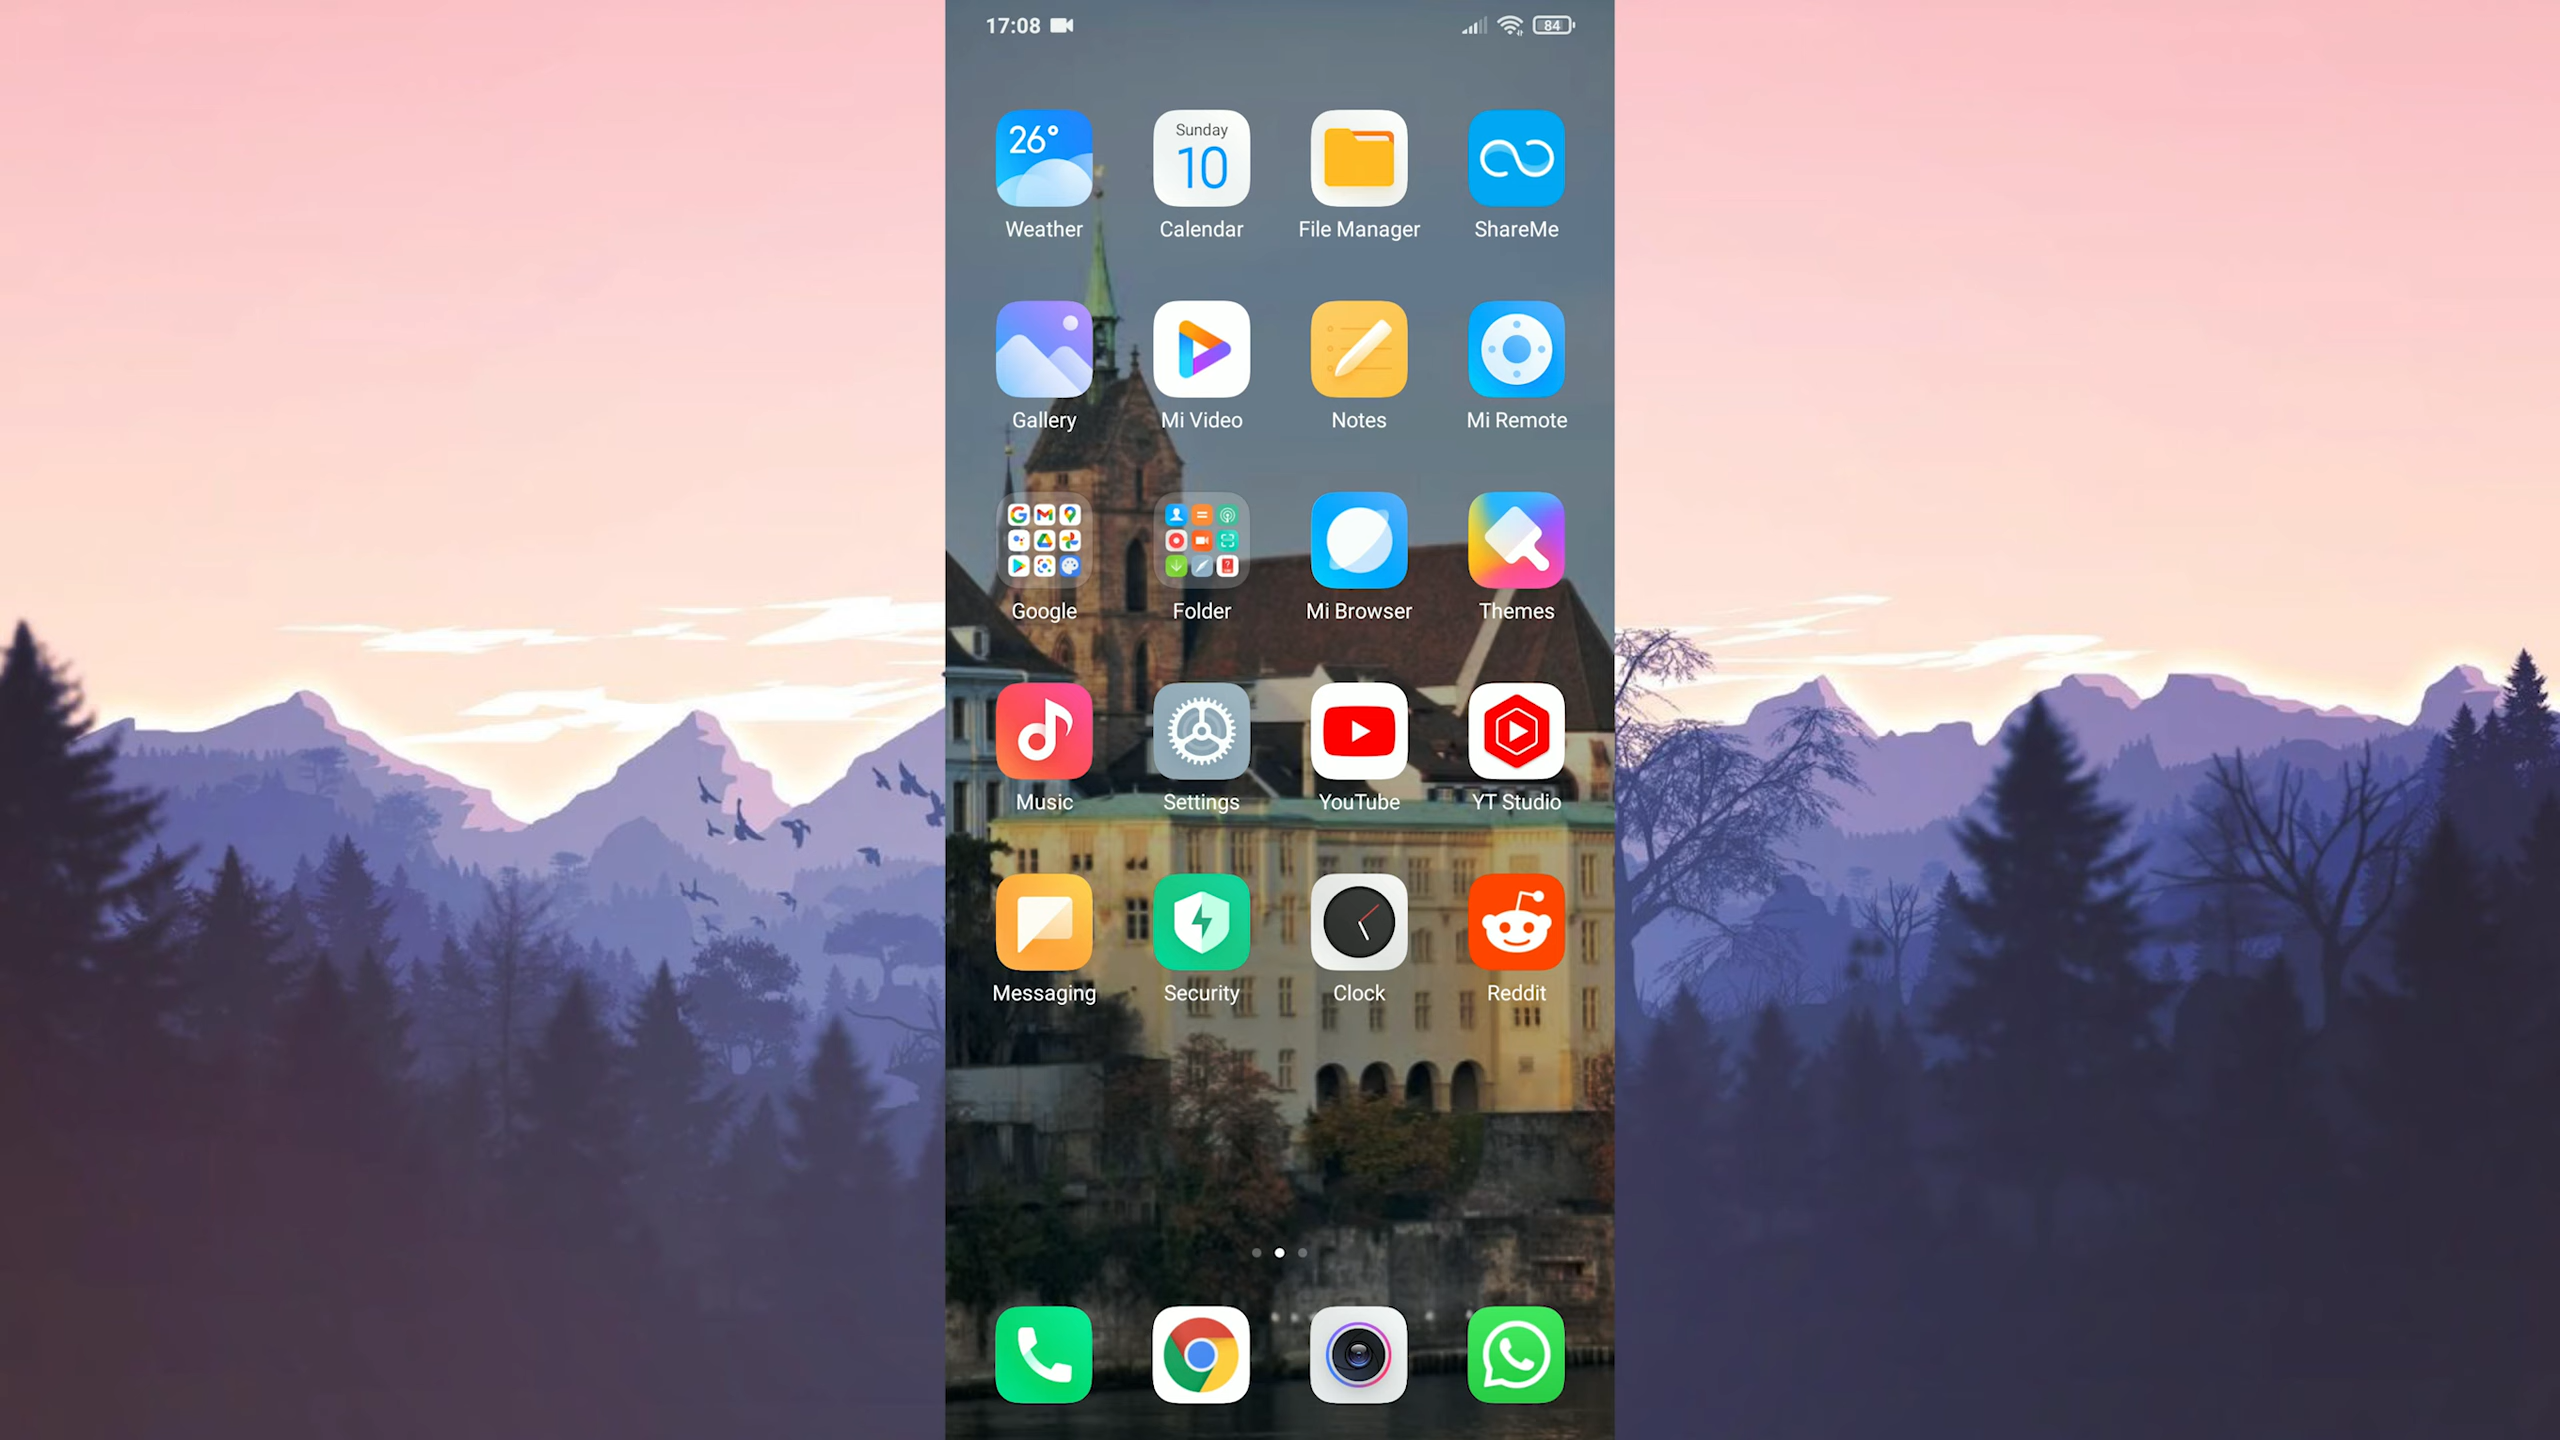 17:08
84
26°
Sunday
10
Weather
Calendar
File Manager
ShareMe
Gallery
Mi Video
Notes
Mi Remote
Google
Folder
Mi Browser
Themes
Music
Settings
YouTube
YT Studio
Messaging
Security
Clock
Reddit